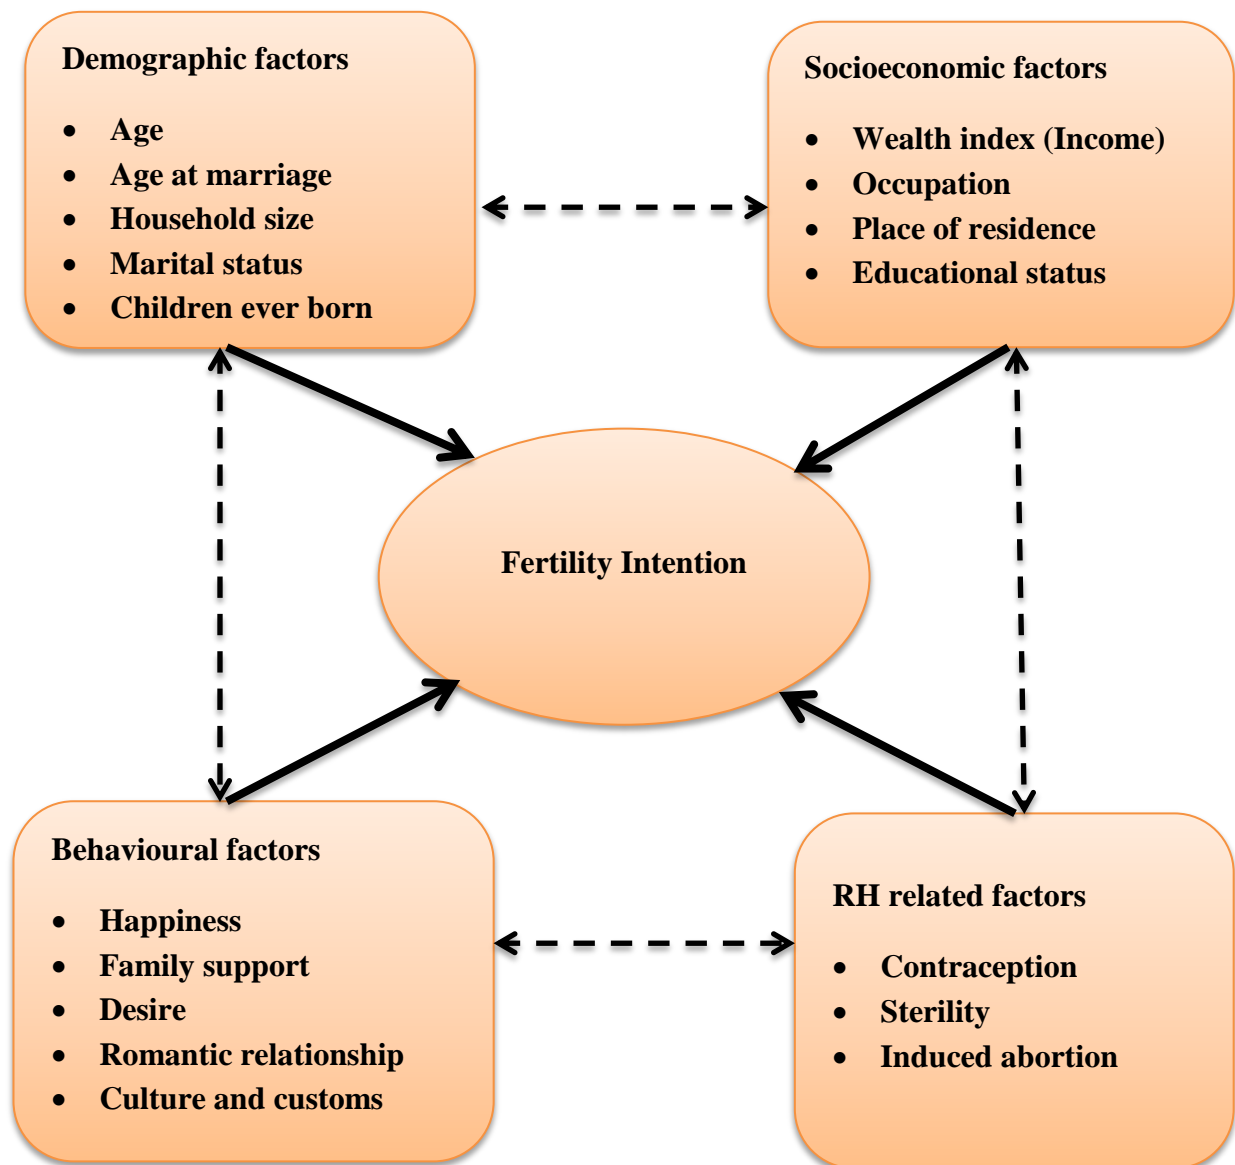 Demographic factors
• Age
• Age at marriage
• Household size
• Marital status
• Children ever born
Socioeconomic factors
• Wealth index (Income)
• Occupation
• Place of residence
• Educational status
Fertility Intention
Behavioural factors
• Happiness
• Family support
• Desire
• Romantic relationship
• Culture and customs
RH related factors
• Contraception
• Sterility
• Induced abortion